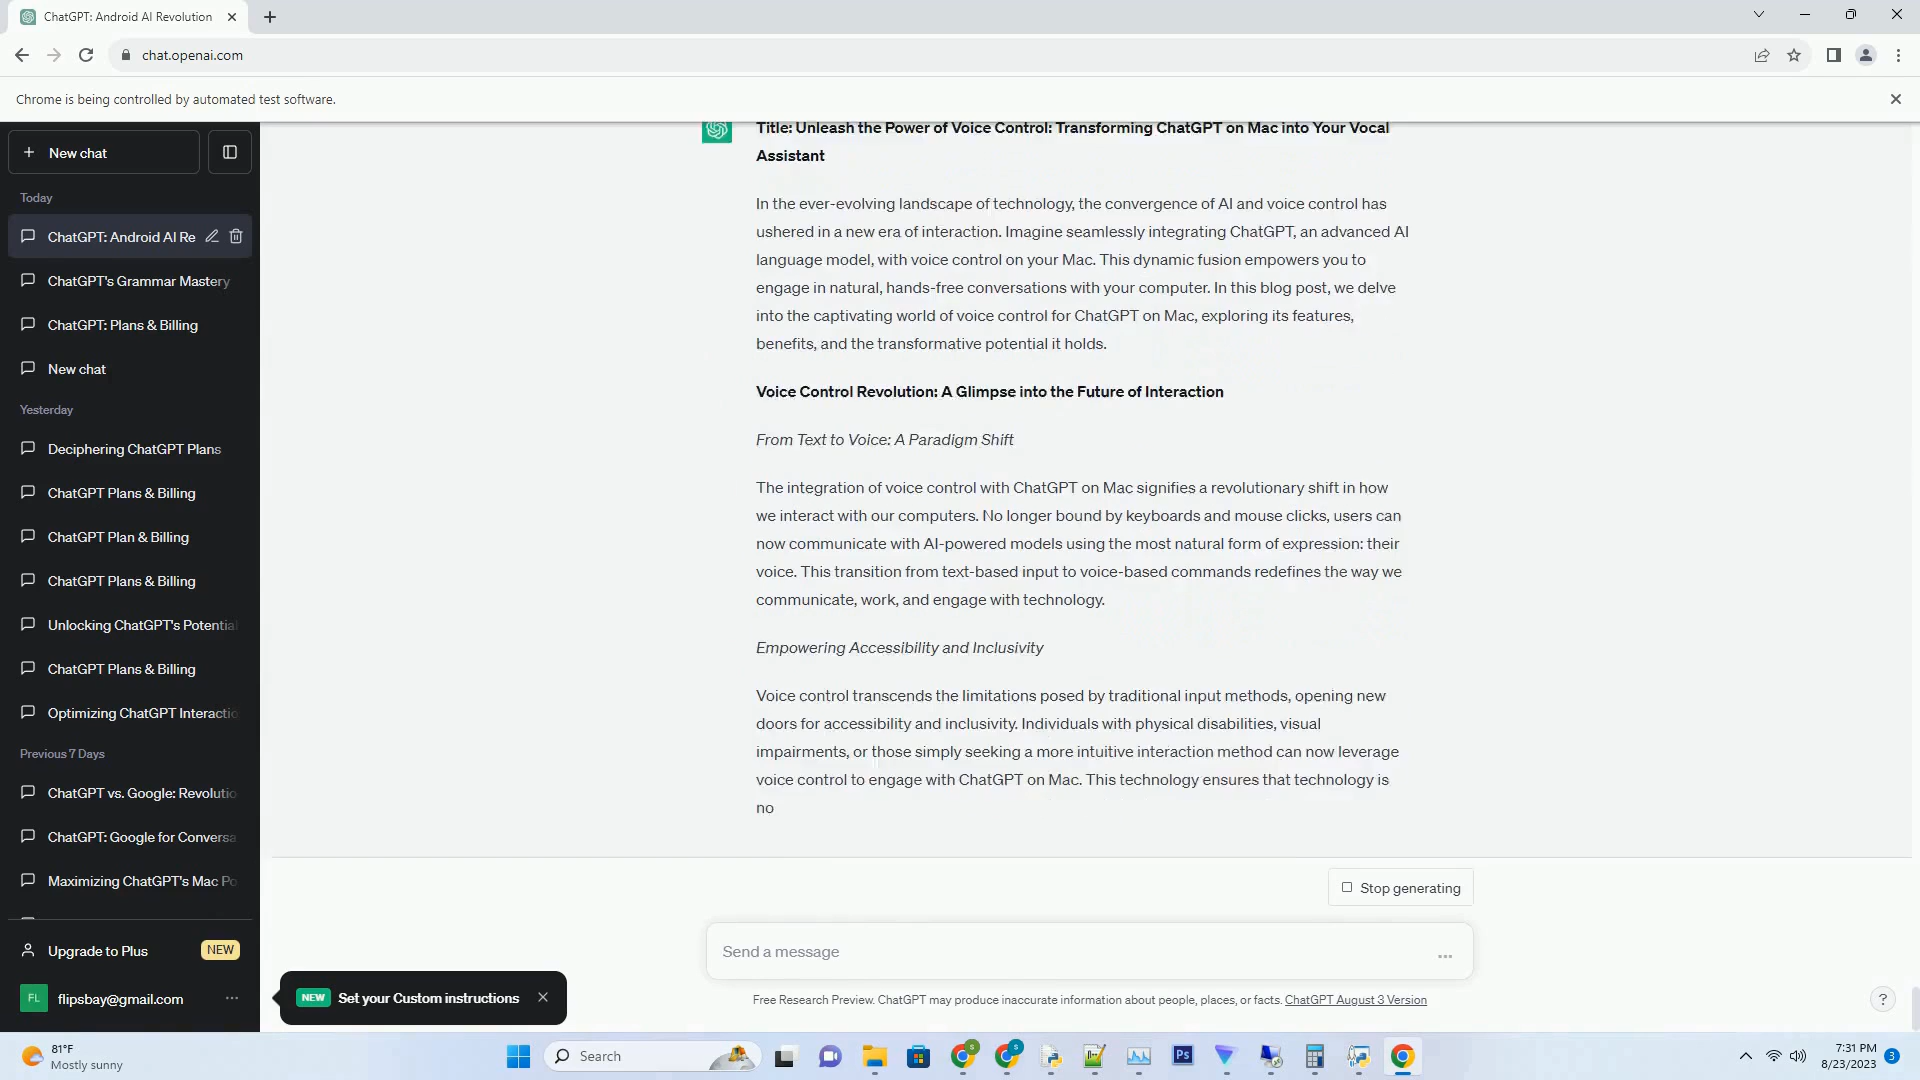 ChatGPT: Android AI Revolution
chat.openai.com
Chrome is being controlled by automated test software.
New chat
Today
ChatGPT: Android AI Re
ChatGPT's Grammar Mastery
ChatGPT: Plans & Billing
New chat
Yesterday
Deciphering ChatGPT Plans
ChatGPT Plans & Billing
ChatGPT Plan & Billing
ChatGPT Plans & Billing
Unlocking ChatGPT's Potential
ChatGPT Plans & Billing
Optimizing ChatGPT Interactio
Previous 7 Days
ChatGPT vs. Google: Revolutio
ChatGPT: Google for Conversa
Maximizing ChatGPT's Mac Po
Upgrade to Plus
NEW
FL
flipsbay@gmail.com
Title: Unleash the Power of Voice Control: Transforming ChatGPT on Mac into Your Vocal
Assistant
In the ever-evolving landscape of technology, the convergence of AI and voice control has
ushered in a new era of interaction. Imagine seamlessly integrating ChatGPT, an advanced AI
language model, with voice control on your Mac. This dynamic fusion empowers you to
engage in natural, hands-free conversations with your computer. In this blog post, we delve
into the captivating world of voice control for ChatGPT on Mac, exploring its features,
benefits, and the transformative potential it holds.
Voice Control Revolution: A Glimpse into the Future of Interaction
From Text to Voice: A Paradigm Shift
The integration of voice control with ChatGPT on Mac signifies a revolutionary shift in how
we interact with our computers. No longer bound by keyboards and mouse clicks, users can
now communicate with AI-powered models using the most natural form of expression: their
voice. This transition from text-based input to voice-based commands redefines the way we
communicate, work, and engage with technology.
Empowering Accessibility and Inclusivity
Voice control transcends the limitations posed by traditional input methods, opening new
doors for accessibility and inclusivity. Individuals with physical disabilities, visual
impairments, or those simply seeking a more intuitive interaction method can now leverage
voice control to engage with ChatGPT on Mac. This technology ensures that technology is
no
Stop generating
Send a message
NEW
Set your Custom instructions
Free Research Preview. ChatGPT may produce inaccurate information about people, places, or facts. ChatGPT August 3 Version
?
81°F
Mostly sunny
Search
S
S
Ps
7:31 PM
8/23/2023
3